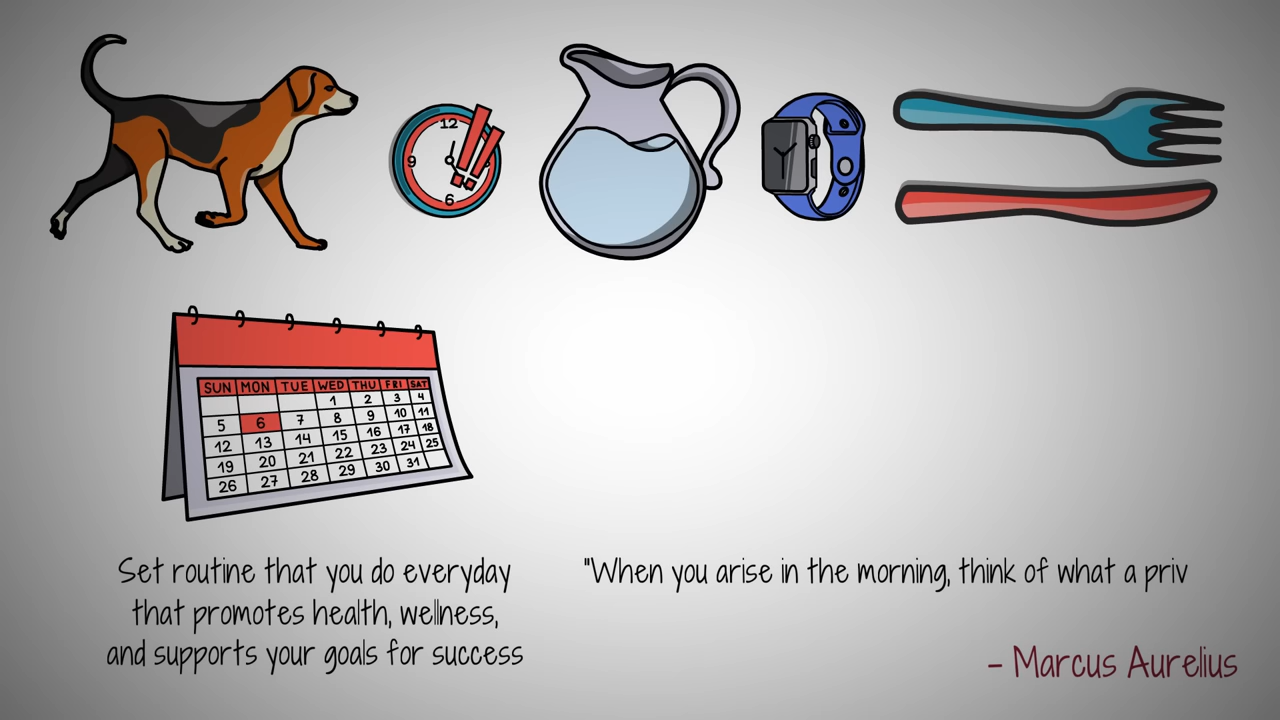 12
9
6
SUN MON TUE WED THU FRI SAT
1 2 3 4
5 6 7 8 9 10 11
12 13 14 15 16 17 18
19 20 21 22 23 24 25
26 27 28 29 30 31
Set routine that you do everyday
that promotes health, wellness,
and supports your goals for success
"When you arise in the morning, think of what a priv
- Marcus Aurelius